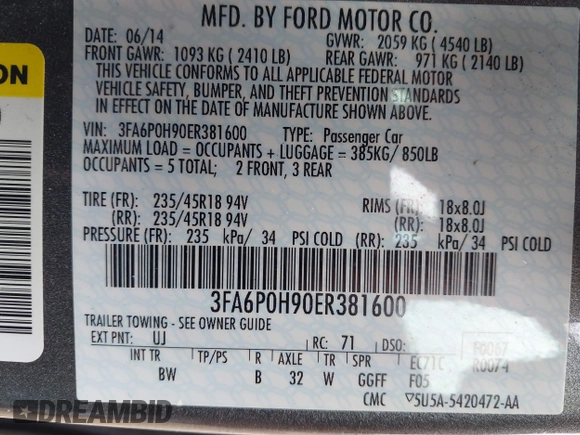 MFD. BY FORD MOTOR CO.
DATE: 06/14 GVWR: 2059 KG ( 4540 LB)
FRONT GAWR: 1093 KG ( 2410 LB) REAR GAWR: 971 KG ( 2140 LB)
THIS VEHICLE CONFORMS TO ALL APPLICABLE FEDERAL MOTOR
VEHICLE SAFETY, BUMPER, AND THEFT PREVENTION STANDARDS
IN EFFECT ON THE DATE OF MANUFACTURE SHOWN ABOVE.
VIN: 3FA6P0H90ER381600 TYPE: Passenger Car
MAXIMUM LOAD = OCCUPANTS + LUGGAGE = 385KG/ 850LB
OCCUPANTS = 5 TOTAL; 2 FRONT, 3 REAR
TIRE (FR): 235/45R18 94V RIMS (FR): 18x8.0J
(RR): 235/45R18 94V (RR): 18x8.0J
PRESSURE (FR): 235 kPa/ 34 PSI COLD (RR): 235 kPa/ 34 PSI COLD
3FA6P0H90ER381600
TRAILER TOWING - SEE OWNER GUIDE
EXT PNT: UJ RC: 71 DSO: F0067
INT TR TP/PS R AXLE TR SPR EC71C R0074
BW B 32 W GGFF F05
CMC 5U5A-5420472-AA
ON
DREAMBID